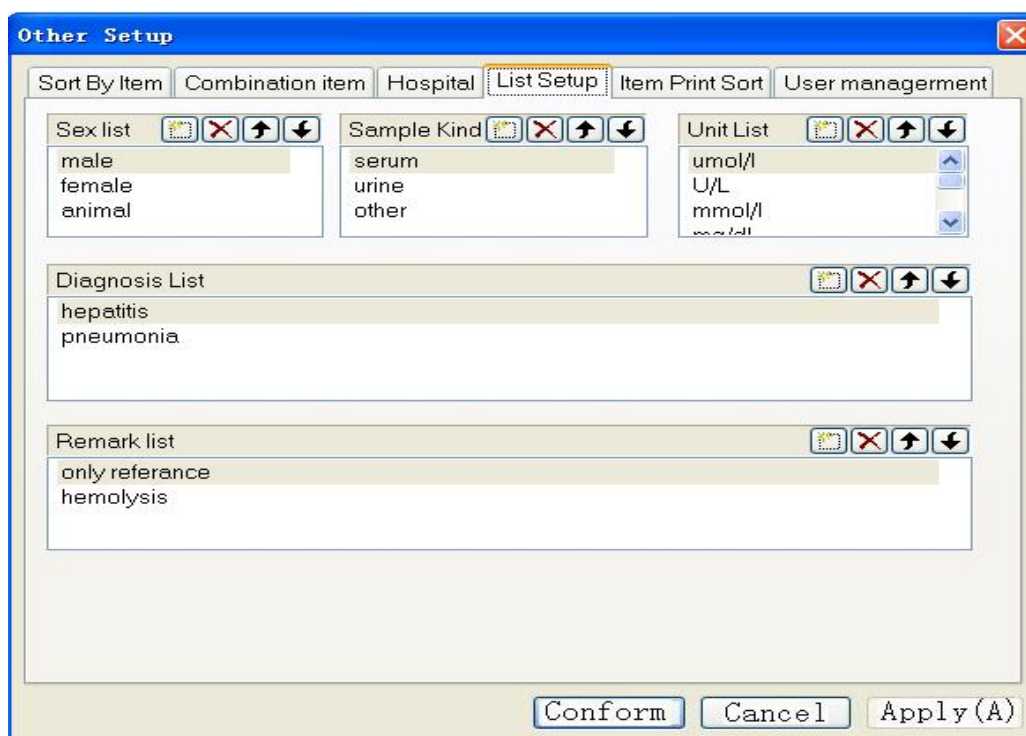 Other Setup
Sort By Item Combination item Hospital List Setup Item Print Sort User managerment
Sex list Sample Kind Unit List
male serum umol/l
female urine U/L
animal other mmol/l
mg/dl
Diagnosis List
hepatitis
pneumonia
Remark list
only referance
hemolysis
Conform Cancel Apply(A)